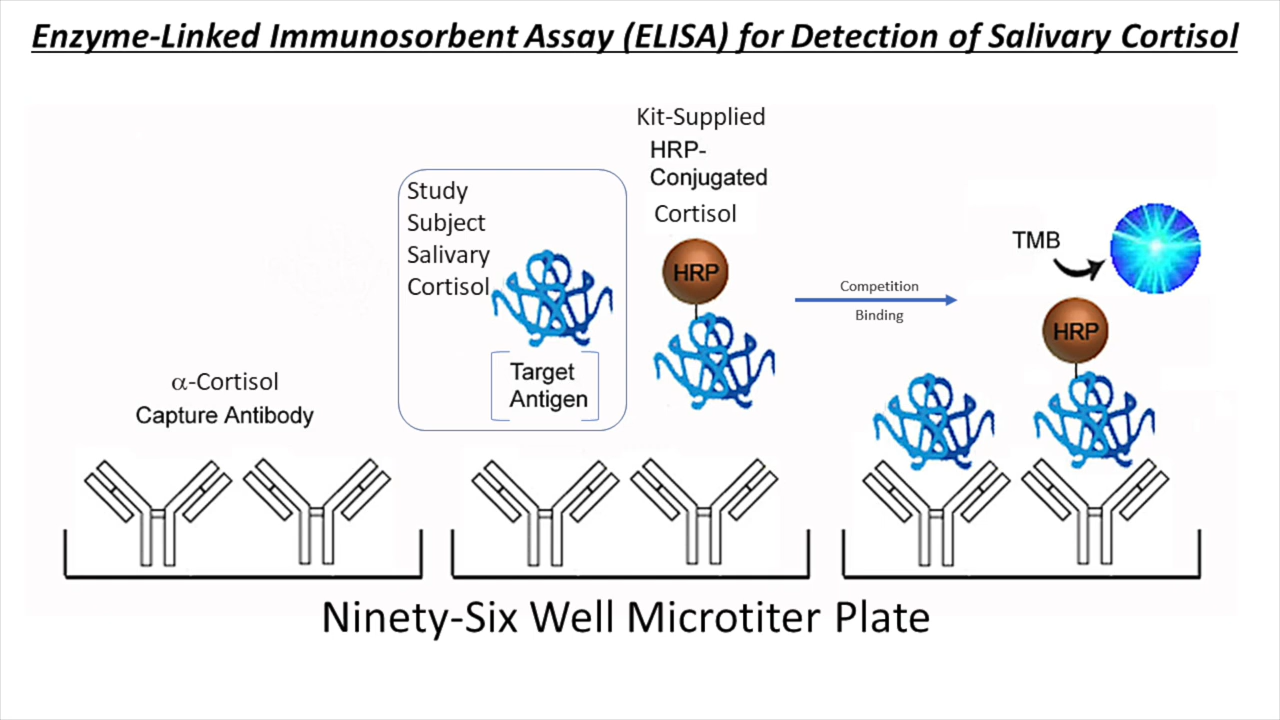 Enzyme-Linked Immunosorbent Assay (ELISA) for Detection of Salivary Cortisol
α-Cortisol
Capture Antibody
Study
Subject
Salivary
Cortisol
Target
Antigen
Kit-Supplied
HRP-
Conjugated
Cortisol
HRP
Competition
Binding
TMB
HRP
Ninety-Six Well Microtiter Plate